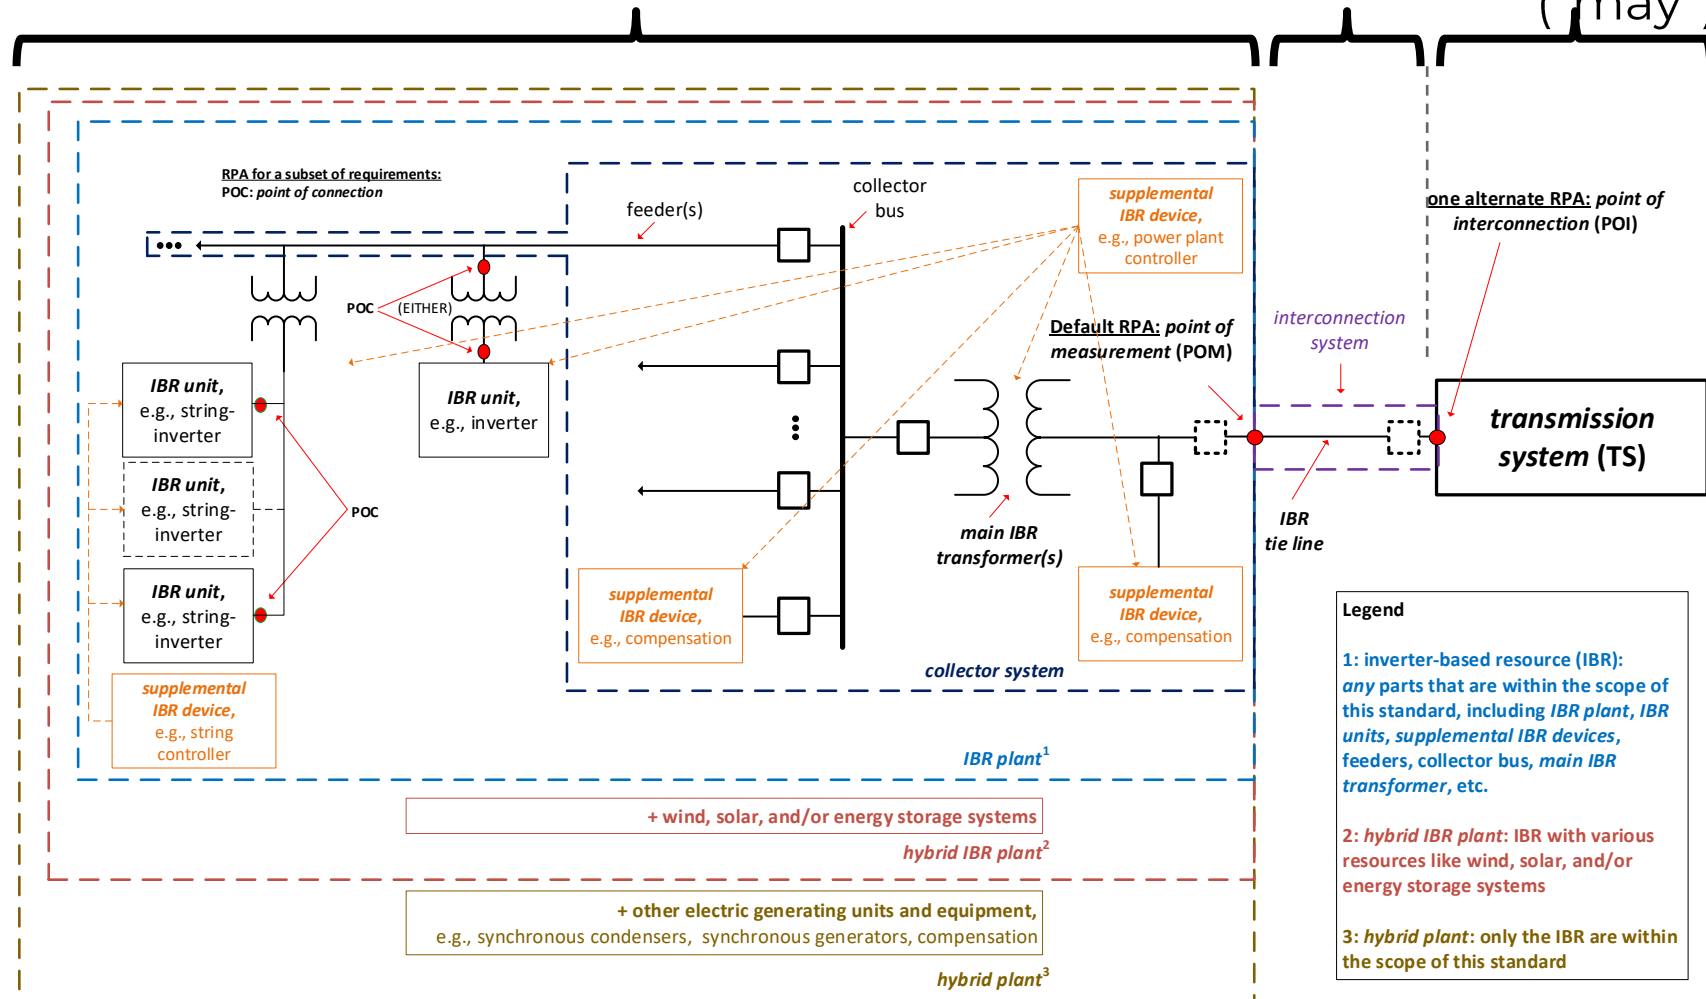 ( may )
RPA for a subset of requirements:
POC: point of connection
feeder(s)
collector
bus
supplemental
IBR device,
e.g., power plant
controller
one alternate RPA: point of
interconnection (POI)
POC
(EITHER)
Default RPA: point of
measurement (POM)
interconnection
system
IBR unit,
e.g., string-
inverter
IBR unit,
e.g., inverter
transmission
system (TS)
IBR unit,
e.g., string-
inverter
POC
main IBR
transformer(s)
IBR
tie line
IBR unit,
e.g., string-
inverter
supplemental
IBR device,
e.g., compensation
supplemental
IBR device,
e.g., compensation
collector system
supplemental
IBR device,
e.g., string
controller
IBR plant1
+ wind, solar, and/or energy storage systems
hybrid IBR plant2
+ other electric generating units and equipment,
e.g., synchronous condensers, synchronous generators, compensation
hybrid plant3
Legend
1: inverter-based resource (IBR):
any parts that are within the scope of
this standard, including IBR plant, IBR
units, supplemental IBR devices,
feeders, collector bus, main IBR
transformer, etc.
2: hybrid IBR plant: IBR with various
resources like wind, solar, and/or
energy storage systems
3: hybrid plant: only the IBR are within
the scope of this standard